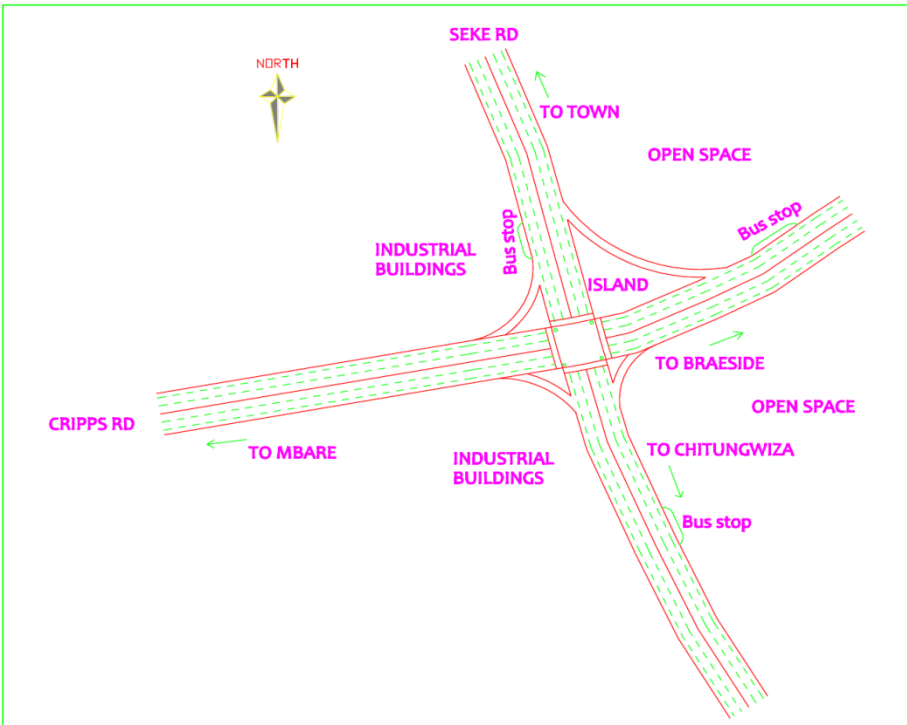 SEKE RD
NORTH
TO TOWN
OPEN SPACE
Bus stop
Bus stop
INDUSTRIAL
BUILDINGS
ISLAND
TO BRAESIDE
OPEN SPACE
CRIPPS RD
TO MBARE
INDUSTRIAL
BUILDINGS
TO CHITUNGWIZA
Bus stop